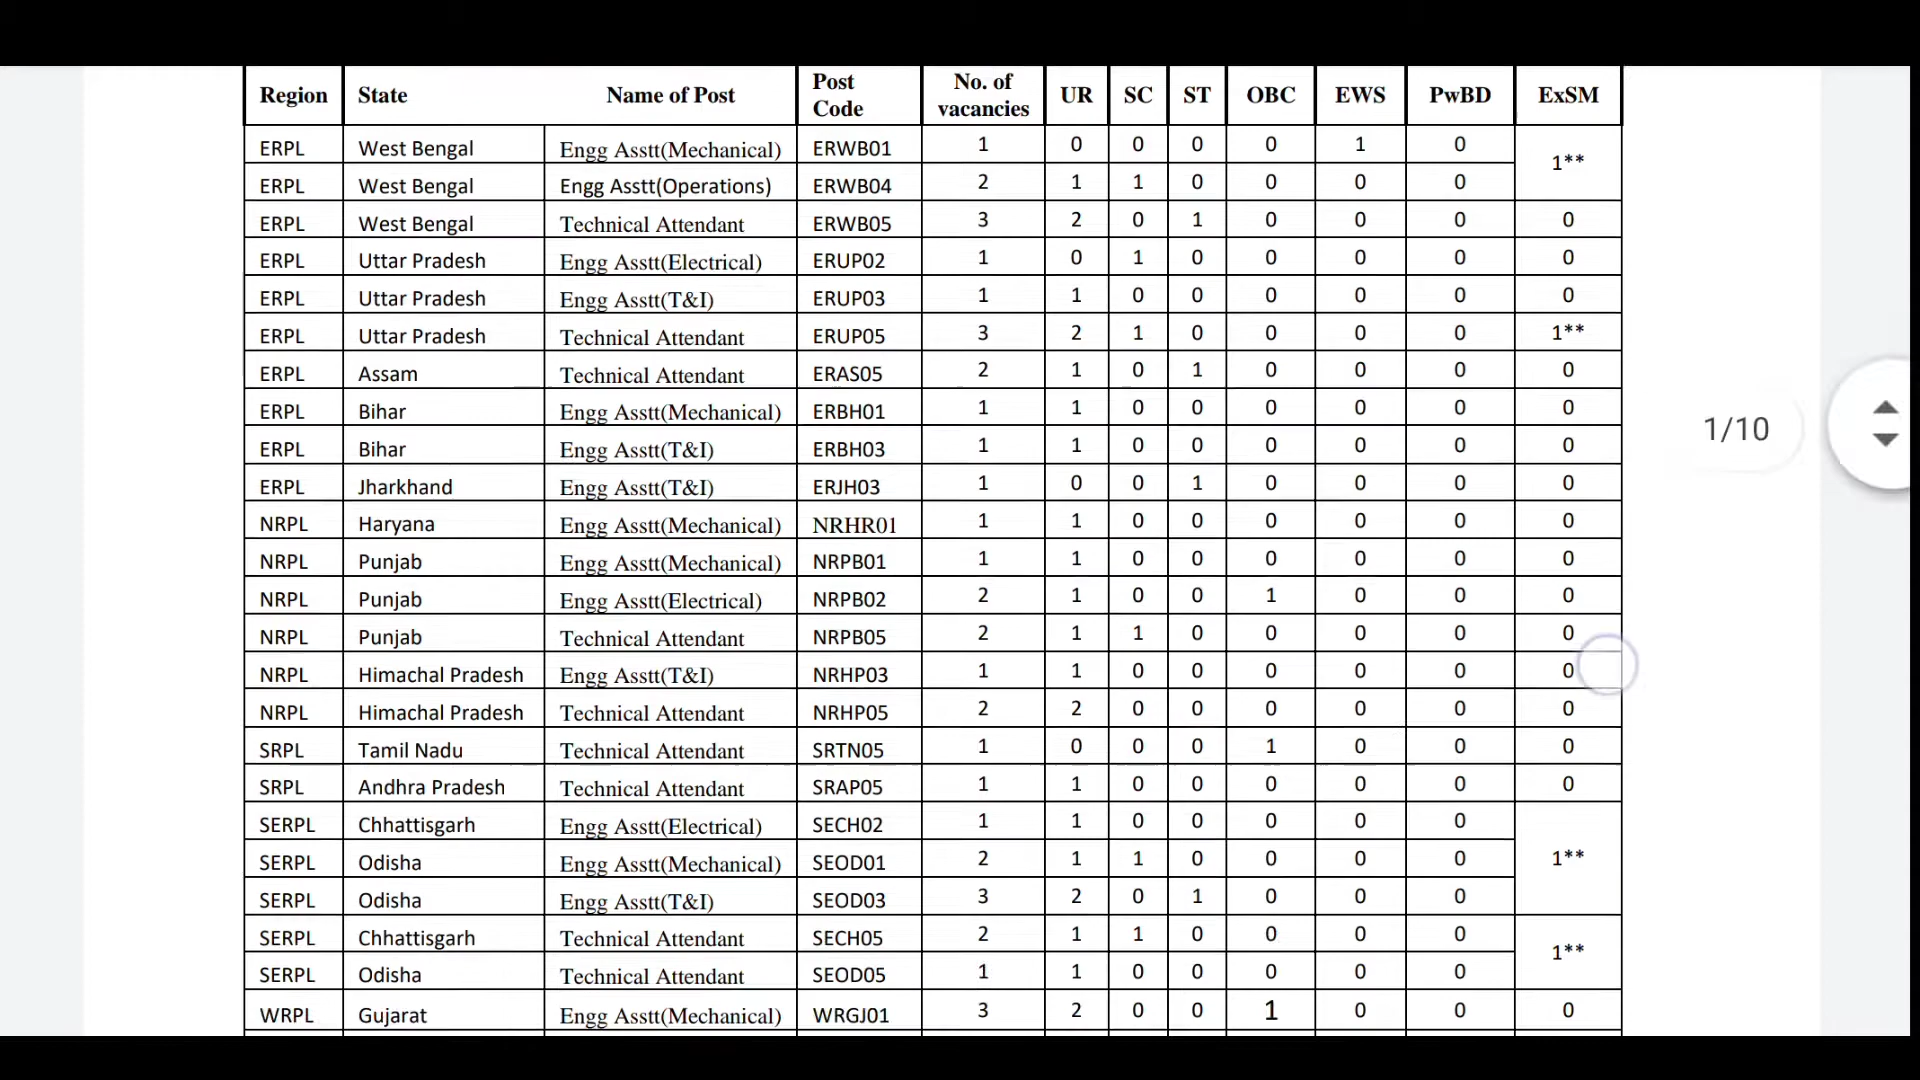 Region State Name of Post Post Code No. of vacancies UR SC ST OBC EWS PwBD ExSM
ERPL West Bengal Engg Asstt(Mechanical) ERWB01 1 0 0 0 0 1 0 1**
ERPL West Bengal Engg Asstt(Operations) ERWB04 2 1 1 0 0 0 0
ERPL West Bengal Technical Attendant ERWB05 3 2 0 1 0 0 0 0
ERPL Uttar Pradesh Engg Asstt(Electrical) ERUP02 1 0 1 0 0 0 0 0
ERPL Uttar Pradesh Engg Asstt(T&I) ERUP03 1 1 0 0 0 0 0 0
ERPL Uttar Pradesh Technical Attendant ERUP05 3 2 1 0 0 0 0 1**
ERPL Assam Technical Attendant ERAS05 2 1 0 1 0 0 0 0
ERPL Bihar Engg Asstt(Mechanical) ERBH01 1 1 0 0 0 0 0 0
ERPL Bihar Engg Asstt(T&I) ERBH03 1 1 0 0 0 0 0 0
ERPL Jharkhand Engg Asstt(T&I) ERJH03 1 0 0 1 0 0 0 0
NRPL Haryana Engg Asstt(Mechanical) NRHR01 1 1 0 0 0 0 0 0
NRPL Punjab Engg Asstt(Mechanical) NRPB01 1 1 0 0 0 0 0 0
NRPL Punjab Engg Asstt(Electrical) NRPB02 2 1 0 0 1 0 0 0
NRPL Punjab Technical Attendant NRPB05 2 1 1 0 0 0 0 0
NRPL Himachal Pradesh Engg Asstt(T&I) NRHP03 1 1 0 0 0 0 0 0
NRPL Himachal Pradesh Technical Attendant NRHP05 2 2 0 0 0 0 0 0
SRPL Tamil Nadu Technical Attendant SRTN05 1 0 0 0 1 0 0 0
SRPL Andhra Pradesh Technical Attendant SRAP05 1 1 0 0 0 0 0 0
SERPL Chhattisgarh Engg Asstt(Electrical) SECH02 1 1 0 0 0 0 0
SERPL Odisha Engg Asstt(Mechanical) SEOD01 2 1 1 0 0 0 0 1**
SERPL Odisha Engg Asstt(T&I) SEOD03 3 2 0 1 0 0 0
SERPL Chhattisgarh Technical Attendant SECH05 2 1 1 0 0 0 0 1**
SERPL Odisha Technical Attendant SEOD05 1 1 0 0 0 0 0
WRPL Gujarat Engg Asstt(Mechanical) WRGJ01 3 2 0 0 1 0 0 0
1/10